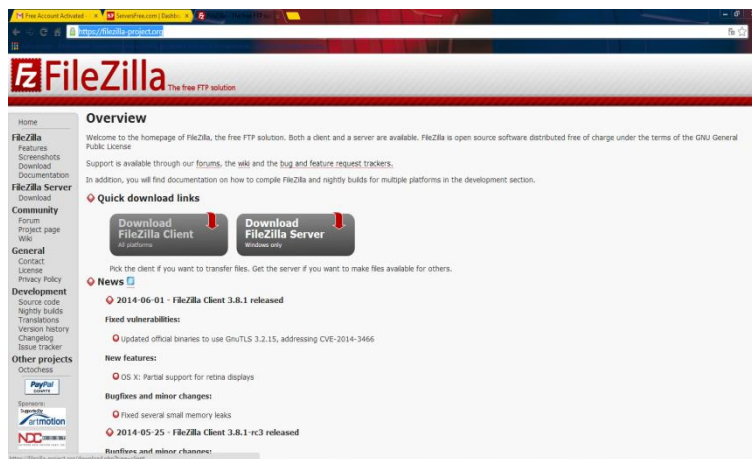 Free Account Activated
ServersFree.com | Dashbo
https://filezilla-project.org
FileZilla The free FTP solution
Home
FileZilla
Features
Screenshots
Download
Documentation
FileZilla Server
Download
Community
Forum
Project page
Wiki
General
Contact
License
Privacy Policy
Development
Source code
Nightly builds
Translations
Version history
Changelog
Issue tracker
Other projects
Octochess
PayPal
DONATE
Sponsors:
Supported by
artmotion
NDC
Overview
Welcome to the homepage of FileZilla, the free FTP solution. Both a client and a server are available. FileZilla is open source software distributed free of charge under the terms of the GNU General
Public License
Support is available through our forums, the wiki and the bug and feature request trackers.
In addition, you will find documentation on how to compile FileZilla and nightly builds for multiple platforms in the development section.
Quick download links
Download
FileZilla Client
All platforms
Download
FileZilla Server
Windows only
Pick the client if you want to transfer files. Get the server if you want to make files available for others.
News
2014-06-01 - FileZilla Client 3.8.1 released
Fixed vulnerabilities:
Updated official binaries to use GnuTLS 3.2.15, addressing CVE-2014-3466
New features:
OS X: Partial support for retina displays
Bugfixes and minor changes:
Fixed several small memory leaks
2014-05-25 - FileZilla Client 3.8.1-rc3 released
Bugfixes and minor changes: